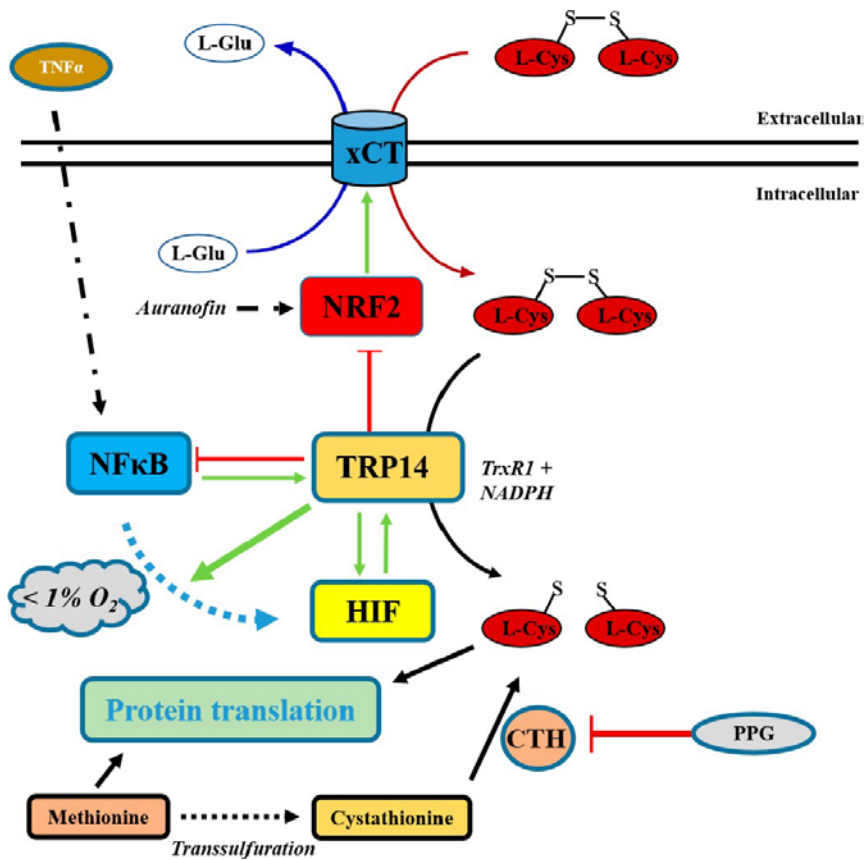 S S
L-Glu
L-Cys L-Cys
TNFα
Extracellular
xCT
Intracellular
L-Glu
S S
Auranofin
NRF2
L-Cys L-Cys
NFκB
TRP14
TrxR1 +
NADPH
< 1% O₂
HIF
S S
L-Cys L-Cys
Protein translation
CTH
PPG
Methionine
Cystathionine
Transsulfuration